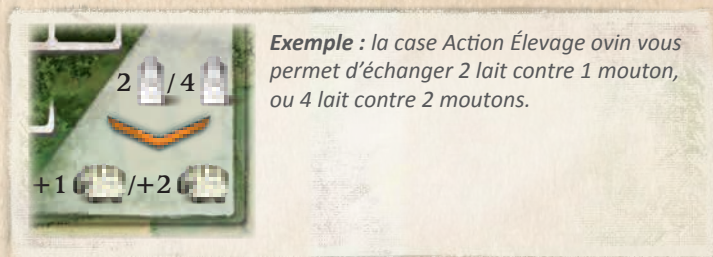 2 / 4
+1 /+2
Exemple : la case Action Élevage ovin vous
permet d'échanger 2 lait contre 1 mouton,
ou 4 lait contre 2 moutons.